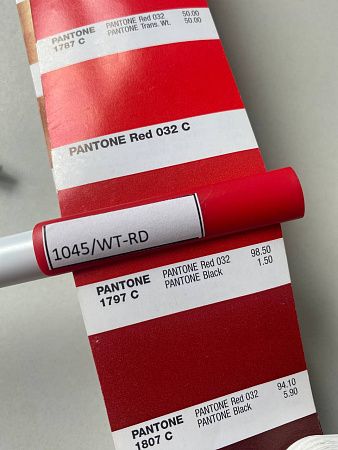 PANTONE PANTONE Red 032 50.00
1787 C PANTONE Trans. Wt. 50.00
PANTONE Red 032 C
1045/WT-RD
PANTONE PANTONE Red 032 98.50
1797 C PANTONE Black 1.50
PANTONE PANTONE Red 032 94.10
1807 C PANTONE Black 5.90